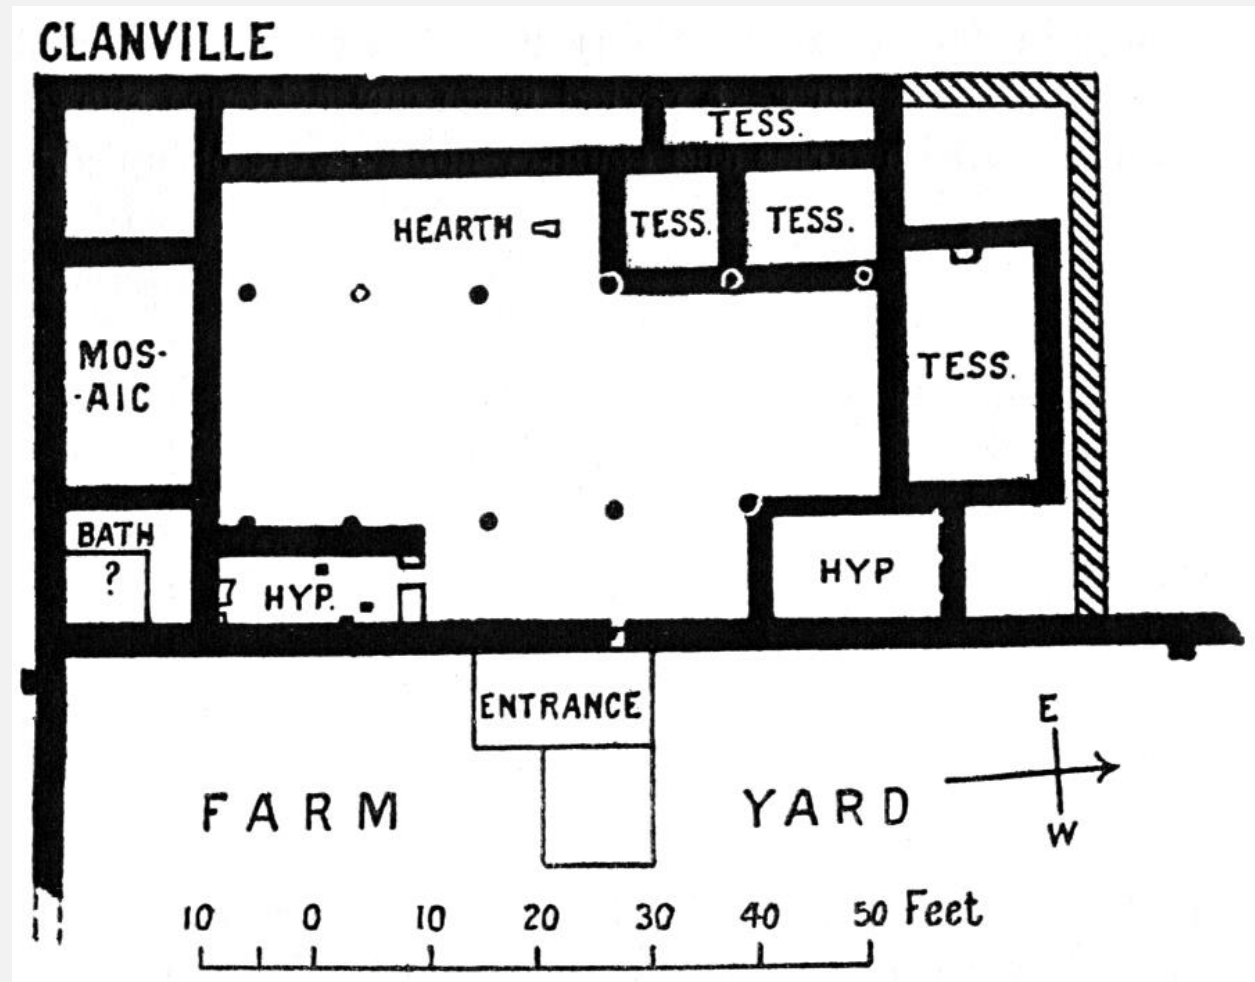 CLANVILLE
TESS.
HEARTH
TESS.
TESS.
MOS-
-AIC
TESS.
BATH
?
HYP.
HYP
ENTRANCE
E
FARM YARD
W
10 0 10 20 30 40 50 Feet